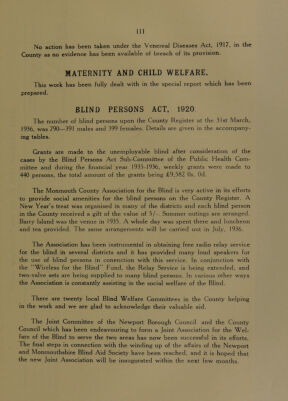 111
No action has been taken under the Venereal Diseases Act, 1917, in the
County as no evidence has been available of breach of its provision.
MATERNITY AND CHILD WELFARE.
This work has been fully dealt with in the special report which has been
prepared.
BLIND PERSONS ACT, 1920
The number of blind persons upon the County Register at the 31st March,
1936, was 790—391 males and 399 females. Details are given in the accompany-
ing tables.
Grants are made to the unemployable blind after consideration of the
cases by the Blind Persons Act Sub-Committee of the Public Health Com-
mittee and during the financial year 1935-1936, weekly grants were made to
440 persons, the total amount of the grants being £9,382 0s. 0d.
The Monmouth County Association for the Blind is very active in its efforts
to provide social amenities for the blind persons on the County Register. A
New Year's treat was organised in many of the districts and each blind person
in the County received a gift of the value of 3/-. Summer outings are arranged.
Barry Island was the venue in 1935. A whole day was spent there and luncheon
and tea provided. The same arrangements will be carried out in July, 1936.
The Association has been instrumental in obtaining free radio relay service
for the blind in several districts and it has provided many loud speakers for
the use of blind persons in connection with this service. In conjunction with
the "Wireless for the Blind" Fund, the Relay Service is being extended, and
two-valve sets are being supplied to many blind persons. In various other ways
the Association is constantly assisting in the social welfare of the Blind.
There are twenty local Blind Welfare Committees in the County helping
in the work and we are glad to acknowledge their valuable aid.
The Joint Committee of the Newport Borough Council and the County
Council which has been endeavouring to form a Joint Association for the Wel-
fare of the Blind to serve the two areas has now been successful in its efforts.
The final steps in connection with the winding up of the affairs of the Newport
and Monmouthshire Blind Aid Society have been reached, and it is hoped that
the new Joint Association will be inaugurated within the next few months.